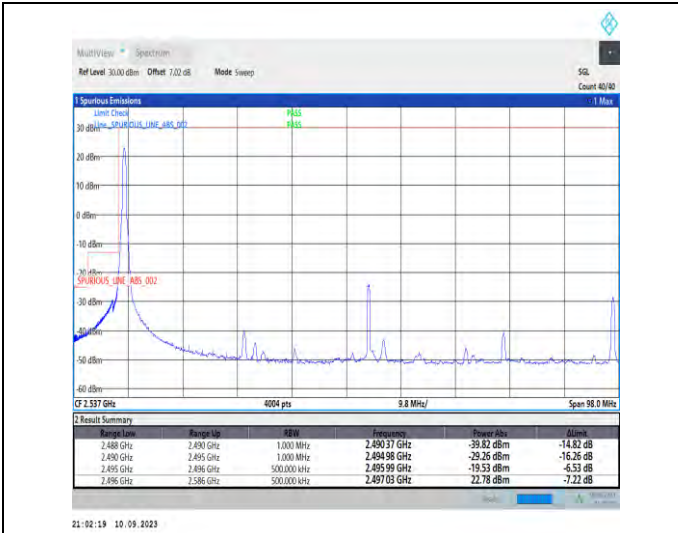 MultiView Spectrum
Ref Level 30.00 dBm Offset 7.02 dB Mode Sweep SGL
Count 40/40
1 Spurious Emissions 1 Max
Limit Check PASS
Line _SPURIOUS_LINE_ABS_002 PASS
30 dBm
20 dBm
10 dBm
0 dBm
-10 dBm
-20 dBm
_SPURIOUS_LINE_ABS_002
-30 dBm
-40 dBm
-50 dBm
-60 dBm
CF 2.537 GHz 4004 pts 9.8 MHz/ Span 98.0 MHz
2 Result Summary
Range Low Range Up RBW Frequency Power Abs ΔLimit
2.488 GHz 2.490 GHz 1.000 MHz 2.490 37 GHz -39.82 dBm -14.82 dB
2.490 GHz 2.495 GHz 1.000 MHz 2.494 98 GHz -29.26 dBm -16.26 dB
2.495 GHz 2.496 GHz 500.000 kHz 2.495 99 GHz -19.53 dBm -6.53 dB
2.496 GHz 2.586 GHz 500.000 kHz 2.497 03 GHz 22.78 dBm -7.22 dB
21:02:19 10.09.2023